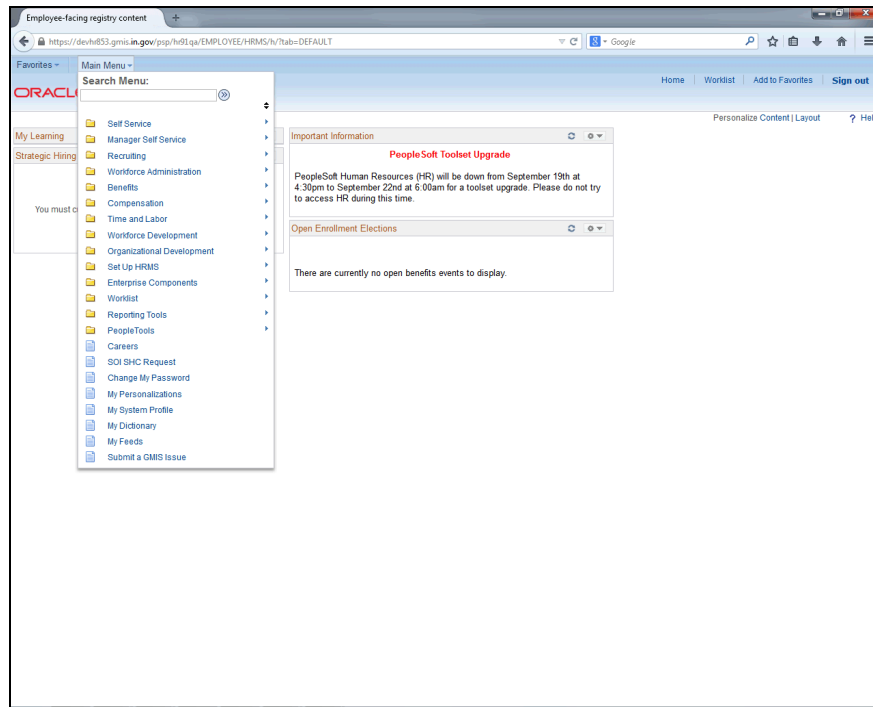 Employee-facing registry content
https://devhr853.gmis.in.gov/psp/hr91qa/EMPLOYEE/HRMS/h/?tab=DEFAULT
Google
Favorites
Main Menu
ORACL
Search Menu:
Home
Worklist
Add to Favorites
Sign out
Personalize Content | Layout
? Hel
Self Service
Manager Self Service
Recruiting
Workforce Administration
Benefits
Compensation
Time and Labor
Workforce Development
Organizational Development
Set Up HRMS
Enterprise Components
Worklist
Reporting Tools
PeopleTools
Careers
SOI SHC Request
Change My Password
My Personalizations
My System Profile
My Dictionary
My Feeds
Submit a GMIS Issue
My Learning
Strategic Hiring
You must c
Important Information
PeopleSoft Toolset Upgrade
PeopleSoft Human Resources (HR) will be down from September 19th at
4:30pm to September 22nd at 6:00am for a toolset upgrade. Please do not try
to access HR during this time.
Open Enrollment Elections
There are currently no open benefits events to display.